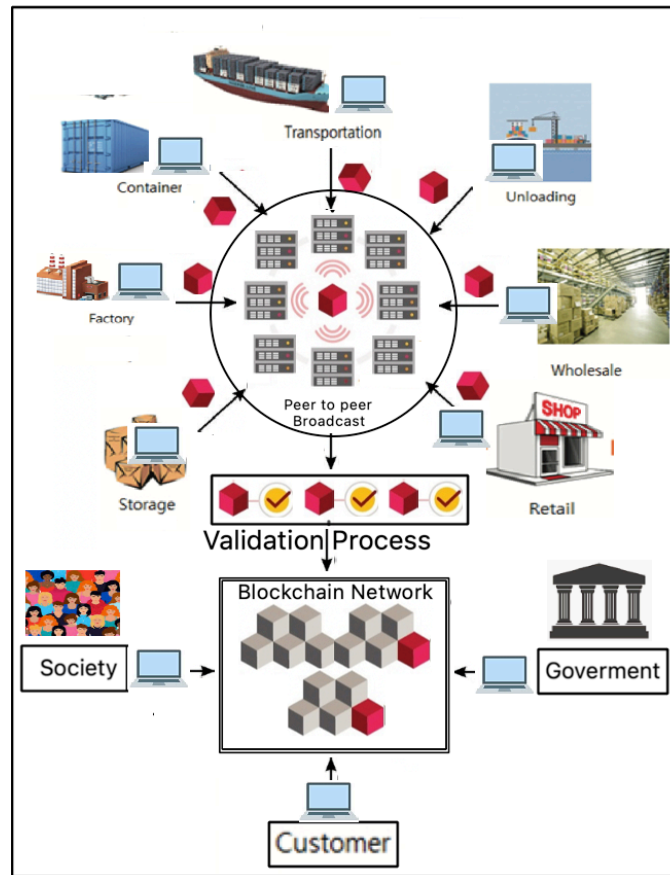 Transportation
Container
Unloading
Factory
Wholesale
Peer to peer
Broadcast
SHOP
Storage
Retail
Validation Process
Blockchain Network
Society
Goverment
Customer